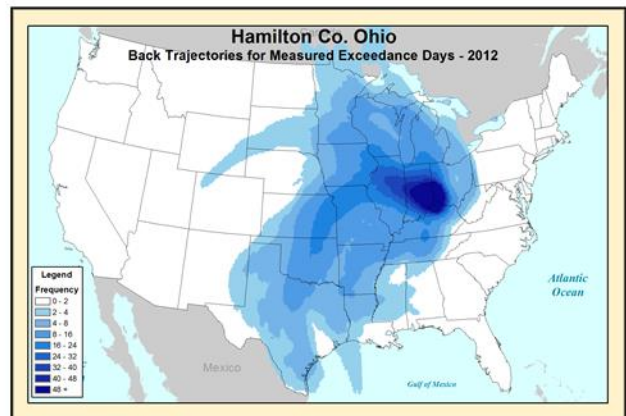 Hamilton Co. Ohio
Back Trajectories for Measured Exceedance Days - 2012
Legend
Frequency
0 - 2
2 - 4
4 - 8
8 - 16
16 - 24
24 - 32
32 - 40
40 - 48
48 +
Atlantic
Ocean
Mexico
Gulf of Mexico